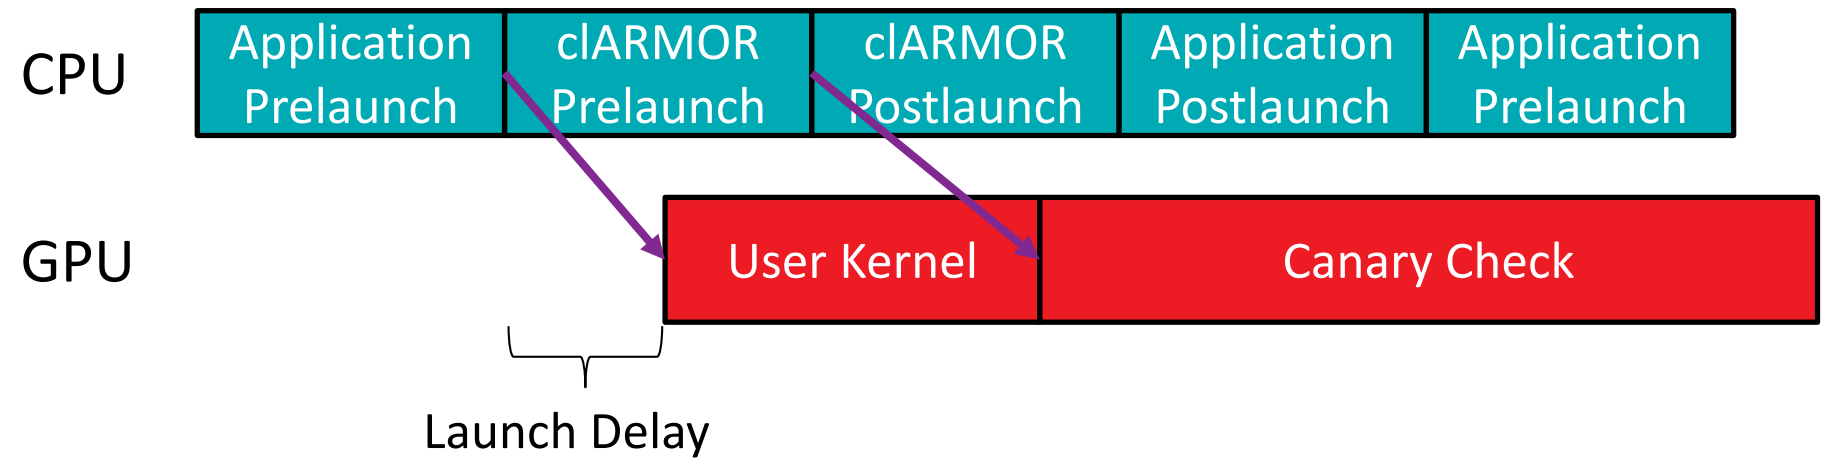 CPU
Application
Prelaunch
clARMOR
Prelaunch
clARMOR
Postlaunch
Application
Postlaunch
Application
Prelaunch
GPU
User Kernel
Canary Check
Launch Delay